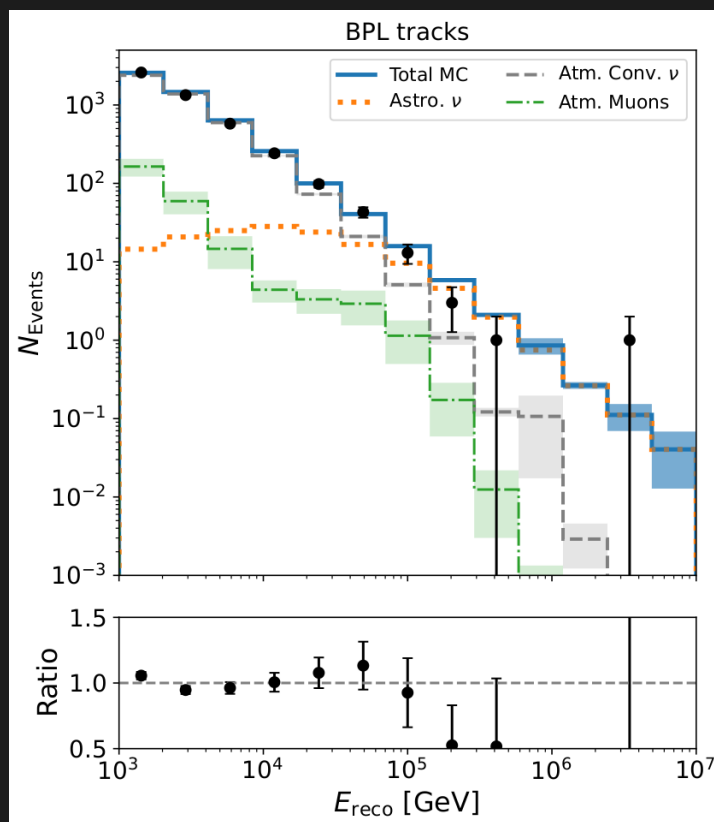 BPL tracks
Total MC
Astro. ν
Atm. Conv. ν
Atm. Muons
N_Events
10³
10²
10¹
10⁰
10⁻¹
10⁻²
10⁻³
Ratio
1.5
1.0
0.5
10³ 10⁴ 10⁵ 10⁶ 10⁷
E_reco [GeV]